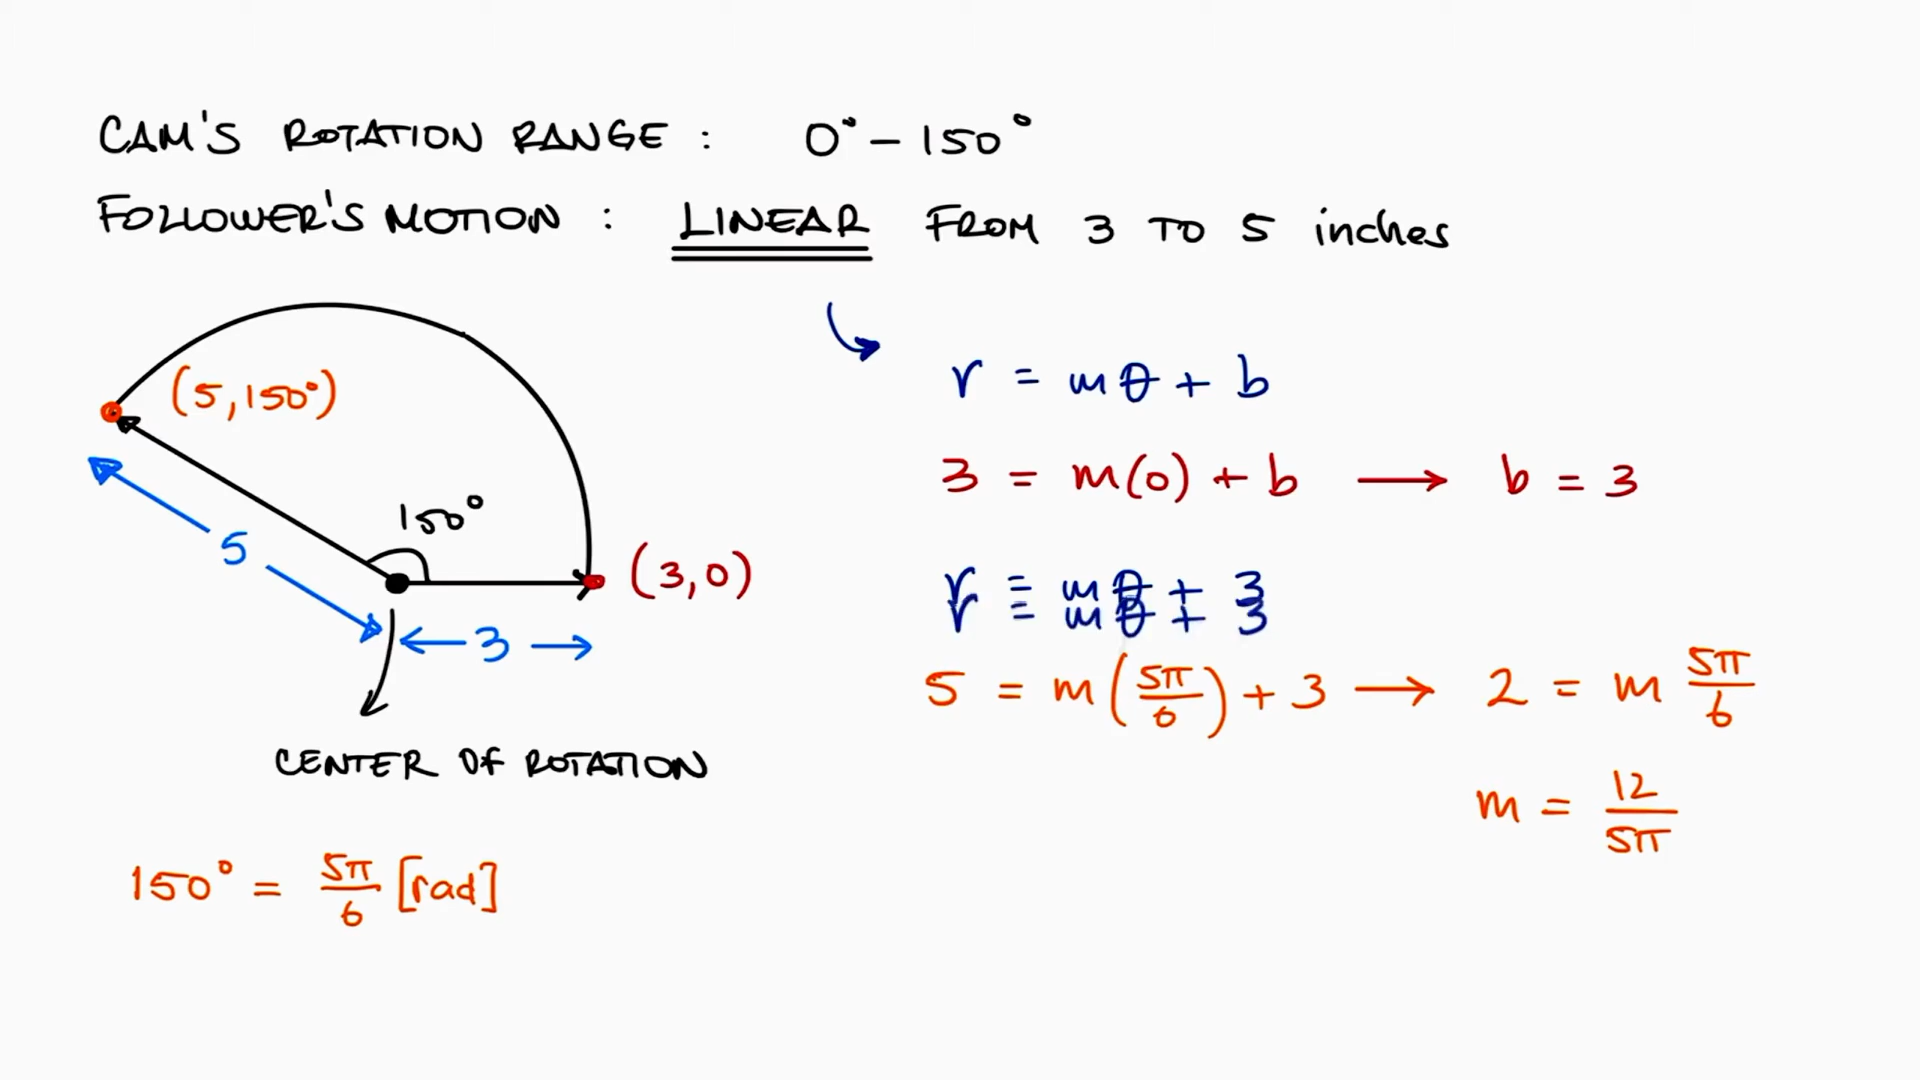 CAM'S ROTATION RANGE : 0° – 150°
FOLLOWER'S MOTION : LINEAR FROM 3 TO 5 inches
(5,150°)
150°
5
(3,0)
3
CENTER OF ROTATION
150° = 5π/6 [rad]
r = mθ + b
3 = m(0) + b → b = 3
r = mθ + 3
r = mθ + 3
5 = m(5π/6) + 3 → 2 = m 5π/6
m = 12/5π